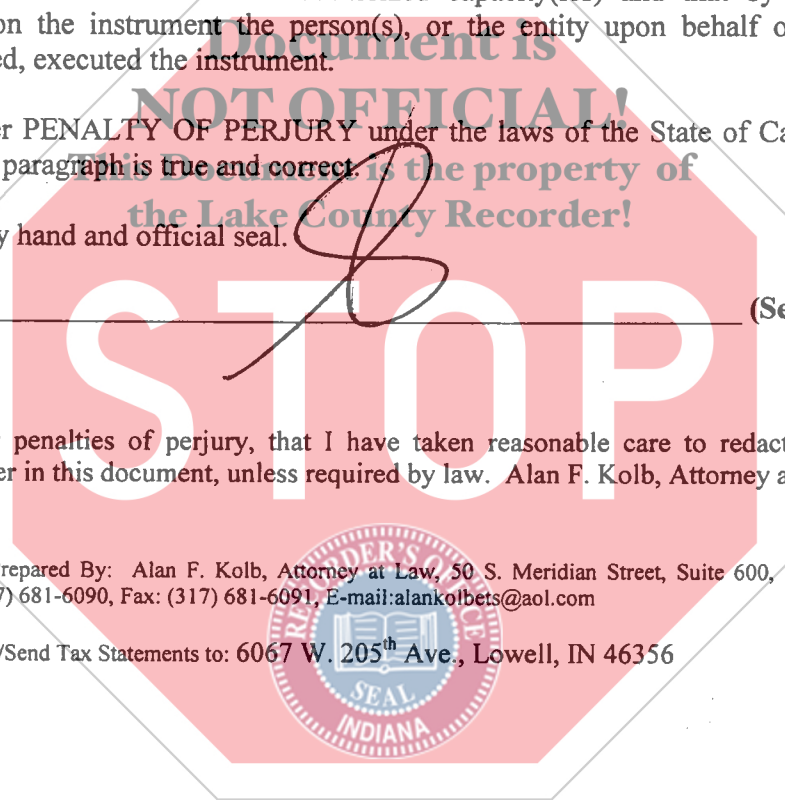 on the instrument the person(s), or the entity upon behalf o
ed, executed the instrument.
er PENALTY OF PERJURY under the laws of the State of Ca
paragraph is true and correct.
y hand and official seal.
(Se
penalties of perjury, that I have taken reasonable care to redact
er in this document, unless required by law. Alan F. Kolb, Attorney a
repared By: Alan F. Kolb, Attorney at Law, 50 S. Meridian Street, Suite 600,
7) 681-6090, Fax: (317) 681-6091, E-mail:alankolbets@aol.com
/Send Tax Statements to: 6067 W. 205th Ave., Lowell, IN 46356
Document is
NOT OFFICIAL!
This Document is the property of
the Lake County Recorder!
STOP
RECORDER'S OFFICE
SEAL
INDIANA